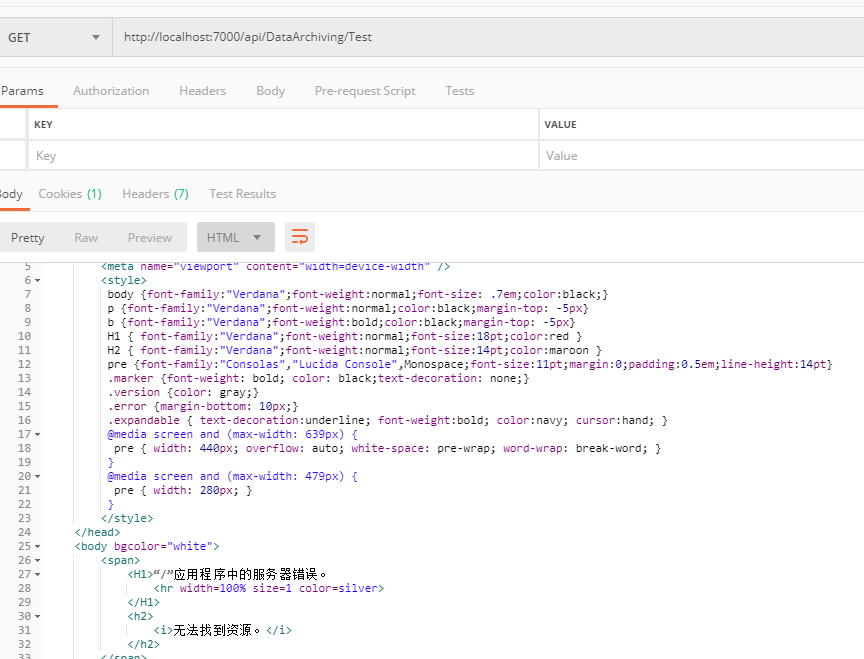 GET
http://localhost:7000/api/DataArchiving/Test
Params Authorization Headers Body Pre-request Script Tests
KEY VALUE
Key Value
Body Cookies (1) Headers (7) Test Results
Pretty Raw Preview HTML
5 <meta name="viewport" content="width=device-width" />
6 <style>
7 body {font-family:"Verdana";font-weight:normal;font-size: .7em;color:black;}
8 p {font-family:"Verdana";font-weight:normal;color:black;margin-top: -5px}
9 b {font-family:"Verdana";font-weight:bold;color:black;margin-top: -5px}
10 H1 { font-family:"Verdana";font-weight:normal;font-size:18pt;color:red }
11 H2 { font-family:"Verdana";font-weight:normal;font-size:14pt;color:maroon }
12 pre {font-family:"Consolas","Lucida Console",Monospace;font-size:11pt;margin:0;padding:0.5em;line-height:14pt}
13 .marker {font-weight: bold; color: black;text-decoration: none;}
14 .version {color: gray;}
15 .error {margin-bottom: 10px;}
16 .expandable { text-decoration:underline; font-weight:bold; color:navy; cursor:hand; }
17 @media screen and (max-width: 639px) {
18 pre { width: 440px; overflow: auto; white-space: pre-wrap; word-wrap: break-word; }
19 }
20 @media screen and (max-width: 479px) {
21 pre { width: 280px; }
22 }
23 </style>
24 </head>
25 <body bgcolor="white">
26 <span>
27 <H1>“/”应用程序中的服务器错误。
28 <hr width=100% size=1 color=silver>
29 </H1>
30 <h2>
31 <i>无法找到资源。</i>
32 </h2>
33 </span>